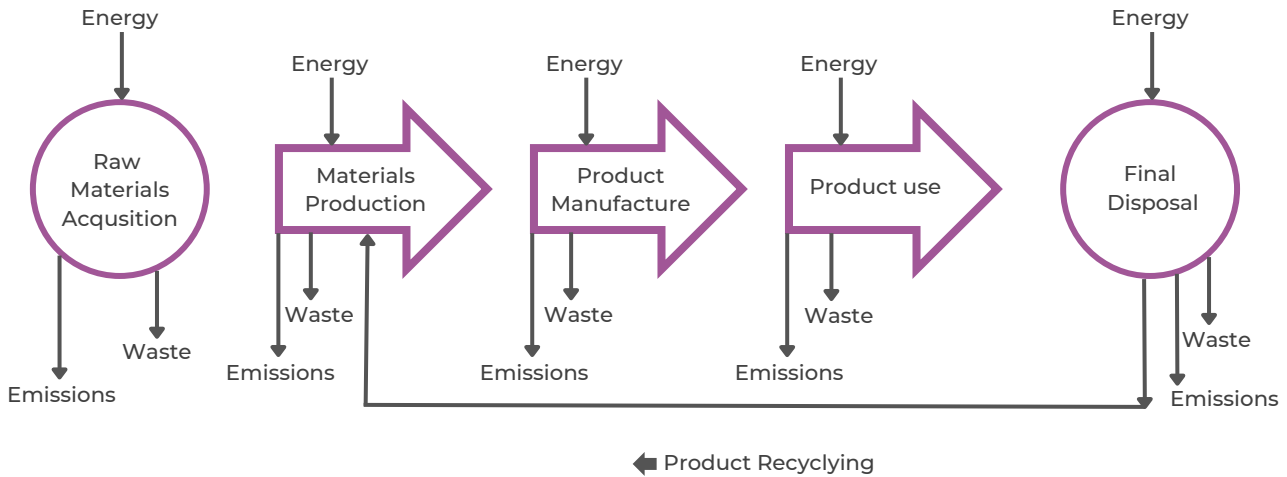 Energy
Raw
Materials
Acqusition
Emissions
Waste
Energy
Materials
Production
Emissions
Waste
Energy
Product
Manufacture
Emissions
Waste
Energy
Product use
Emissions
Waste
Energy
Final
Disposal
Emissions
Waste
Product Recyclying